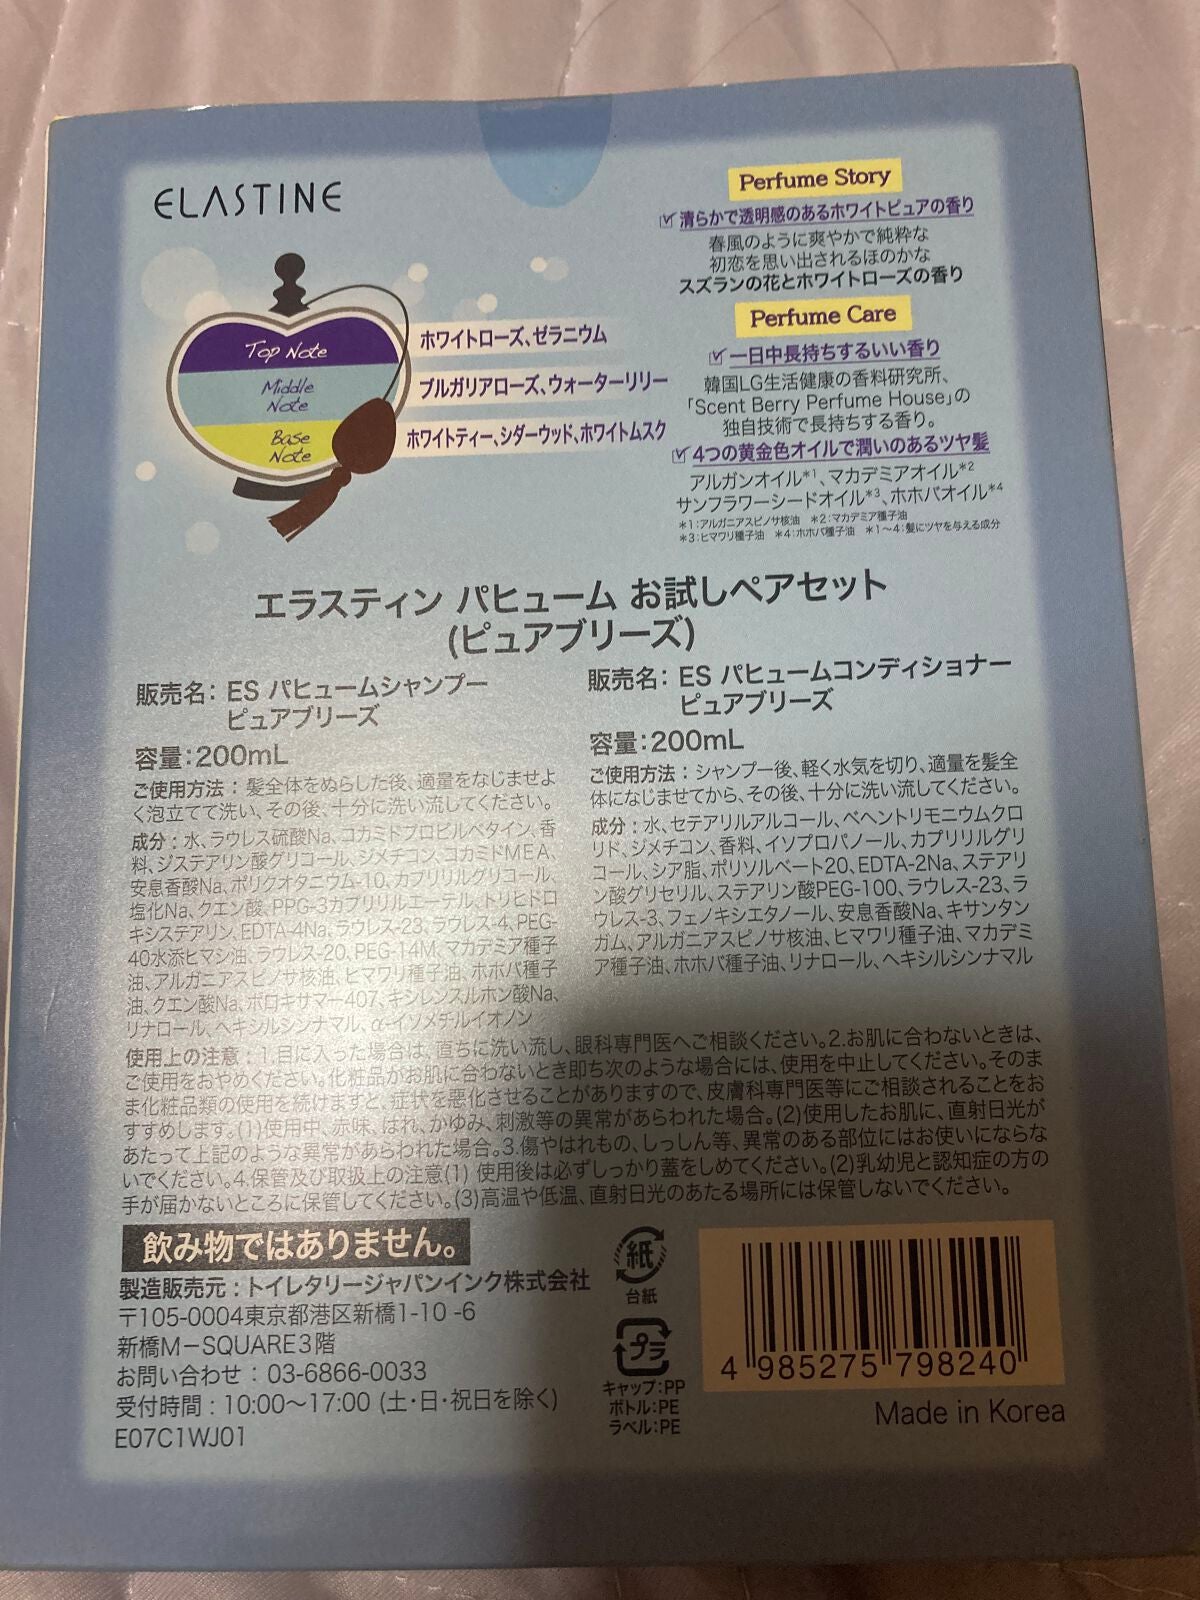 ELASTINE
Top Note
ホワイトローズ、ゼラニウム
Middle
Note
ブルガリアローズ、ウォーターリリー
Base
Note
ホワイトティー、シダーウッド、ホワイトムスク
Perfume Story
清らかで透明感のあるホワイトピュアの香り
春風のように爽やかで純粋な
初恋を思い出されるほのかな
スズランの花とホワイトローズの香り
Perfume Care
一日中長持ちするいい香り
韓国LG生活健康の香料研究所、
「Scent Berry Perfume House」の
独自技術で長持ちする香り。
4つの黄金色オイルで潤いのあるツヤ髪
アルガンオイル*1、マカデミアオイル*2
サンフラワーシードオイル*3、ホホバオイル*4
*1:アルガニアスピノサ核油 *2:マカデミア種子油
*3:ヒマワリ種子油 *4:ホホバ種子油 *1〜4:髪にツヤを与える成分
エラスティン パヒューム お試しペアセット
(ピュアブリーズ)
販売名: ES パヒュームシャンプー
ピュアブリーズ
容量:200mL
ご使用方法:髪全体をぬらした後、適量をなじませよ
く泡立てて洗い、その後、十分に洗い流してください。
成分:水、ラウレス硫酸Na、コカミドプロピルベタイン、香
料、ジステアリン酸グリコール、ジメチコン、コカミドMEA、
安息香酸Na、ポリクオタニウム-10、カプリリルグリコール、
塩化Na、クエン酸、PPG-3カプリリルエーテル、トリヒドロ
キシステアリン、EDTA-4Na、ラウレス-23、ラウレス-4、PEG-
40水添ヒマシ油、ラウレス-20、PEG-14M、マカデミア種子
油、アルガニアスピノサ核油、ヒマワリ種子油、ホホバ種子
油、クエン酸Na、ポロキサマー407、キシレンスルホン酸Na、
リナロール、ヘキシルシンナマル、α-イソメチルイオノン
販売名: ES パヒュームコンディショナー
ピュアブリーズ
容量:200mL
ご使用方法:シャンプー後、軽く水気を切り、適量を髪全
体になじませてから、その後、十分に洗い流してください。
成分:水、セテアリルアルコール、ベヘントリモニウムクロ
リド、ジメチコン、香料、イソプロパノール、カプリリルグリ
コール、シア脂、ポリソルベート20、EDTA-2Na、ステアリ
ン酸グリセリル、ステアリン酸PEG-100、ラウレス-23、ラ
ウレス-3、フェノキシエタノール、安息香酸Na、キサンタン
ガム、アルガニアスピノサ核油、ヒマワリ種子油、マカデミ
ア種子油、ホホバ種子油、リナロール、ヘキシルシンナマル
使用上の注意:1.目に入った場合は、直ちに洗い流し、眼科専門医へご相談ください。2.お肌に合わないときは、
ご使用をおやめください。化粧品がお肌に合わないとき即ち次のような場合には、使用を中止してください。そのま
ま化粧品類の使用を続けますと、症状を悪化させることがありますので、皮膚科専門医等にご相談されることをお
すすめします。(1)使用中、赤味、はれ、かゆみ、刺激等の異常があらわれた場合。(2)使用したお肌に、直射日光が
あたって上記のような異常があらわれた場合。3.傷やはれもの、しっしん等、異常のある部位にはお使いにならな
いでください。4.保管及び取扱上の注意(1) 使用後は必ずしっかり蓋をしめてください。(2)乳幼児と認知症の方の
手が届かないところに保管してください。(3)高温や低温、直射日光のあたる場所には保管しないでください。
飲み物ではありません。
製造販売元:トイレタリージャパンインク株式会社
〒105-0004東京都港区新橋1-10 -6
新橋M－SQUARE3階
お問い合わせ:03-6866-0033
受付時間:10:00〜17:00 (土・日・祝日を除く)
E07C1WJ01
紙
台紙
プラ
キャップ:PP
ボトル:PE
ラベル:PE
4 985275 798240
Made in Korea